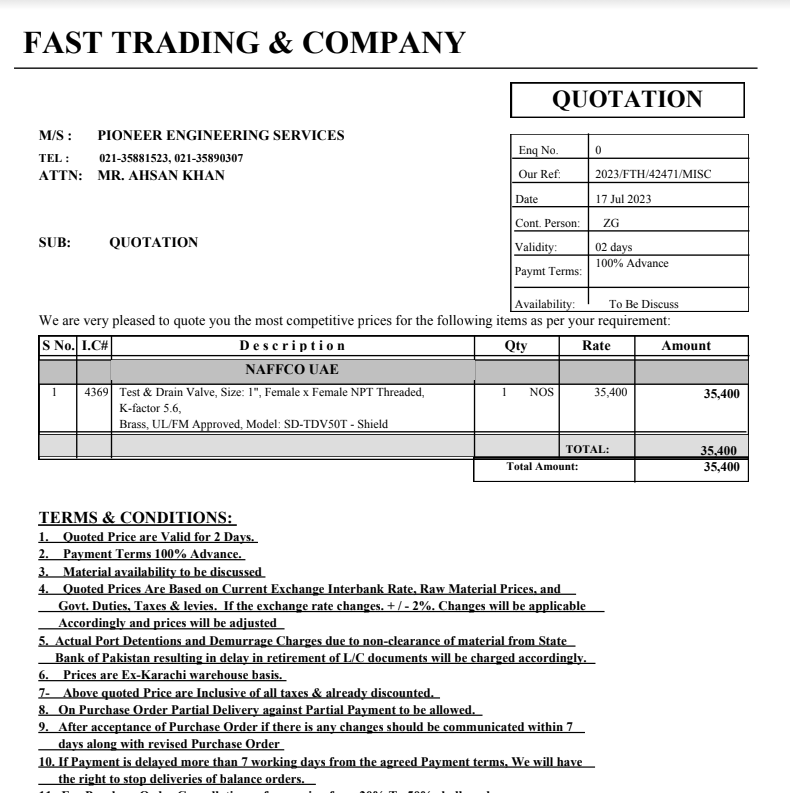 FAST TRADING & COMPANY
QUOTATION
M/S : PIONEER ENGINEERING SERVICES
TEL : 021-35881523, 021-35890307
ATTN: MR. AHSAN KHAN
SUB: QUOTATION
Enq No. 0
Our Ref: 2023/FTH/42471/MISC
Date 17 Jul 2023
Cont. Person: ZG
Validity: 02 days
Paymt Terms: 100% Advance
Availability: To Be Discuss
We are very pleased to quote you the most competitive prices for the following items as per your requirement:
S No. I.C# Description Qty Rate Amount
NAFFCO UAE
1 4369 Test & Drain Valve, Size: 1", Female x Female NPT Threaded, 1 NOS 35,400 35,400
K-factor 5.6,
Brass, UL/FM Approved, Model: SD-TDV50T - Shield
TOTAL: 35,400
Total Amount: 35,400
TERMS & CONDITIONS:
1. Quoted Price are Valid for 2 Days.
2. Payment Terms 100% Advance.
3. Material availability to be discussed
4. Quoted Prices Are Based on Current Exchange Interbank Rate, Raw Material Prices, and
Govt. Duties, Taxes & levies. If the exchange rate changes. + / - 2%. Changes will be applicable
Accordingly and prices will be adjusted
5. Actual Port Detentions and Demurrage Charges due to non-clearance of material from State
Bank of Pakistan resulting in delay in retirement of L/C documents will be charged accordingly.
6. Prices are Ex-Karachi warehouse basis.
7- Above quoted Price are Inclusive of all taxes & already discounted.
8. On Purchase Order Partial Delivery against Partial Payment to be allowed.
9. After acceptance of Purchase Order if there is any changes should be communicated within 7
days along with revised Purchase Order
10. If Payment is delayed more than 7 working days from the agreed Payment terms, We will have
the right to stop deliveries of balance orders.